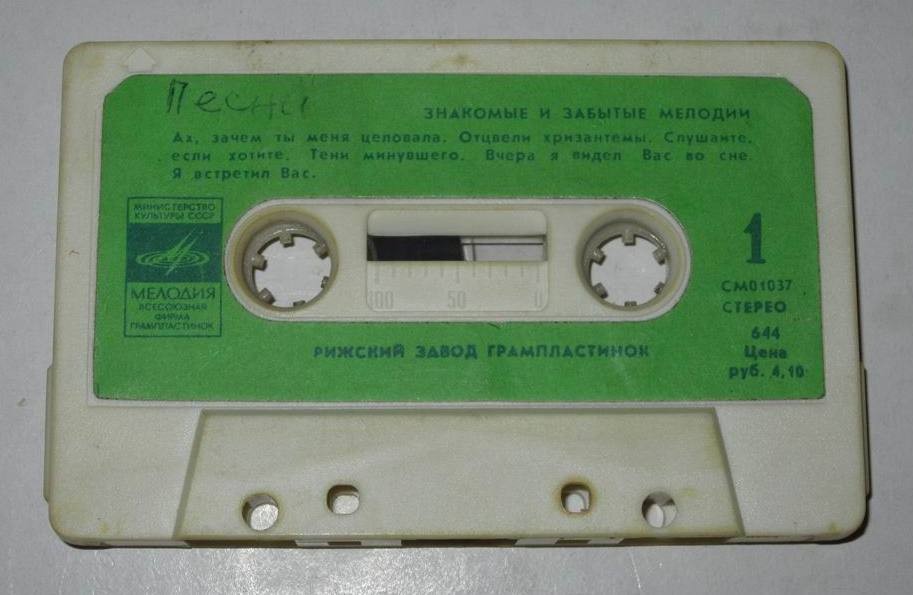 Песни
ЗНАКОМЫЕ И ЗАБЫТЫЕ МЕЛОДИИ
Ах, зачем ты меня целовала. Отцвели хризантемы. Слушайте,
если хотите. Тени минувшего. Вчера я видел Вас во сне.
Я встретил Вас.
МИНИСТЕРСТВО
КУЛЬТУРЫ СССР
МЕЛОДИЯ
ВСЕСОЮЗНАЯ
ФИРМА
ГРАМПЛАСТИНОК
100 50 0
1
СМ01037
СТЕРЕО
644
Цена
руб. 4,10
РИЖСКИЙ ЗАВОД ГРАМПЛАСТИНОК